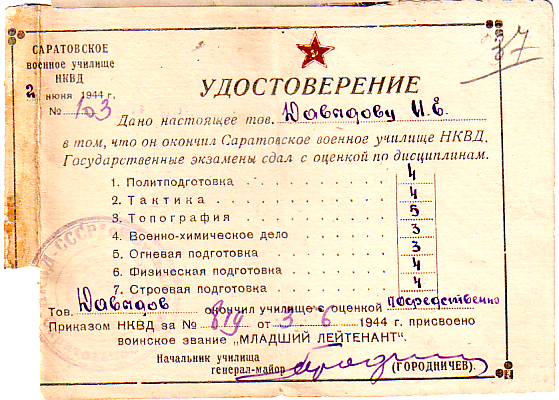 37
САРАТОВСКОЕ
военное училище
НКВД
2 июня 1944 г.
№ 103
УДОСТОВЕРЕНИЕ
Дано настоящее тов. Давыдову И.Е.
в том, что он окончил Саратовское военное училище НКВД.
Государственные экзамены сдал с оценкой по дисциплинам.
1. Политподготовка 4
2. Тактика 4
3. Топография 5
4. Военно-химическое дело 3
5. Огневая подготовка 3
6. Физическая подготовка 4
7. Строевая подготовка 4
Тов. Давыдов окончил училище с оценкой посредственно
Приказом НКВД за № 819 от 3-6 1944 г. присвоено
воинское звание „МЛАДШИЙ ЛЕЙТЕНАНТ".
Начальник училища
генерал-майор (ГОРОДНИЧЕВ).